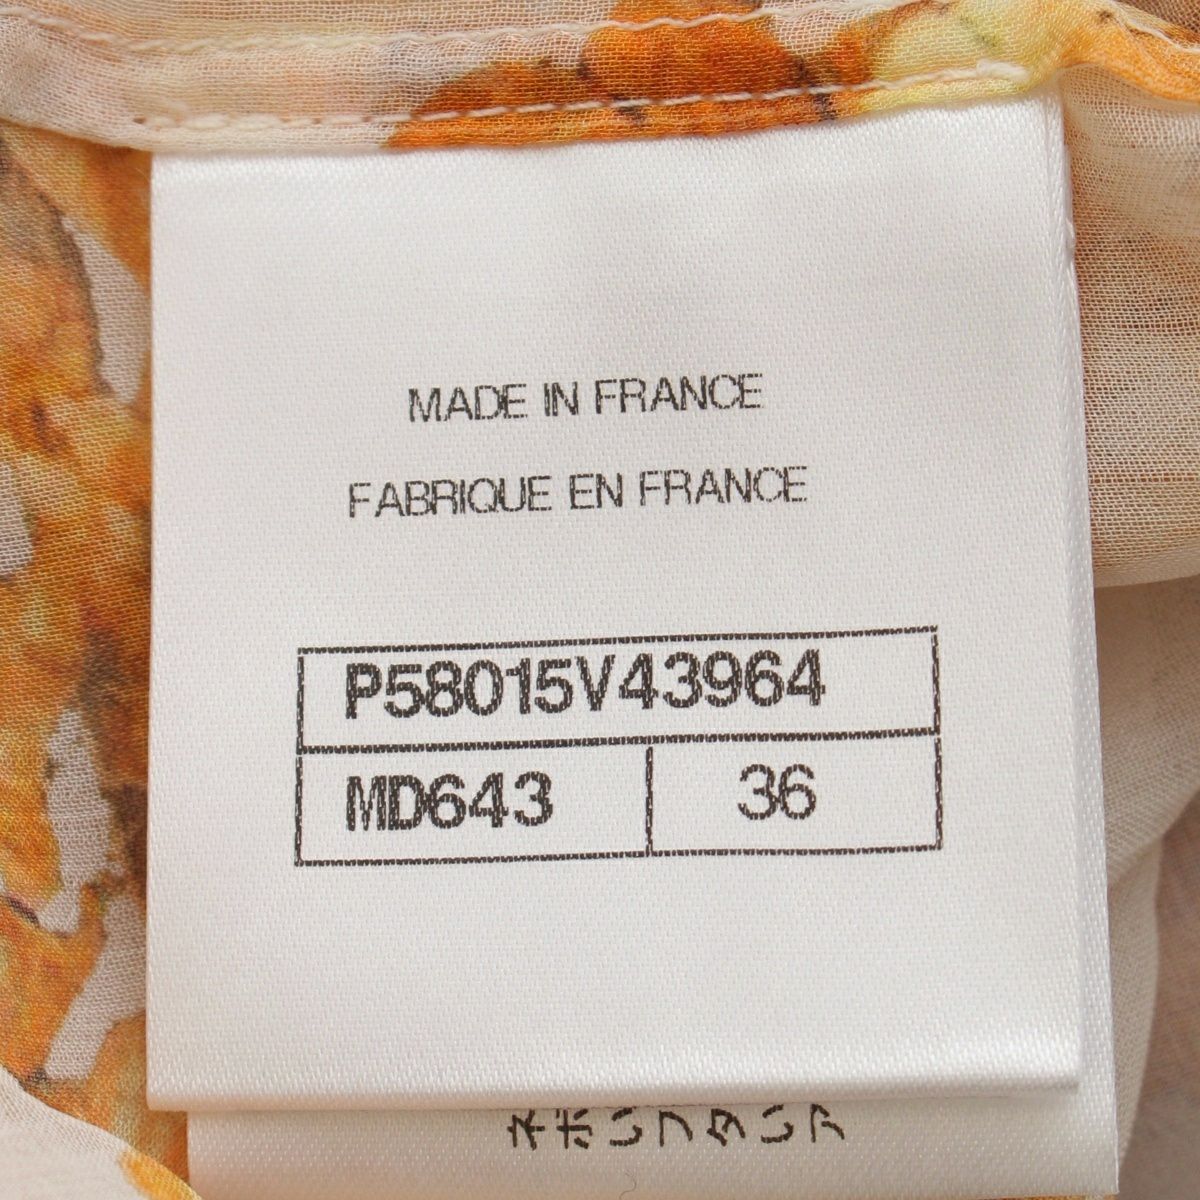 MADE IN FRANCE
FABRIQUE EN FRANCE
P58015V43964
MD643 36